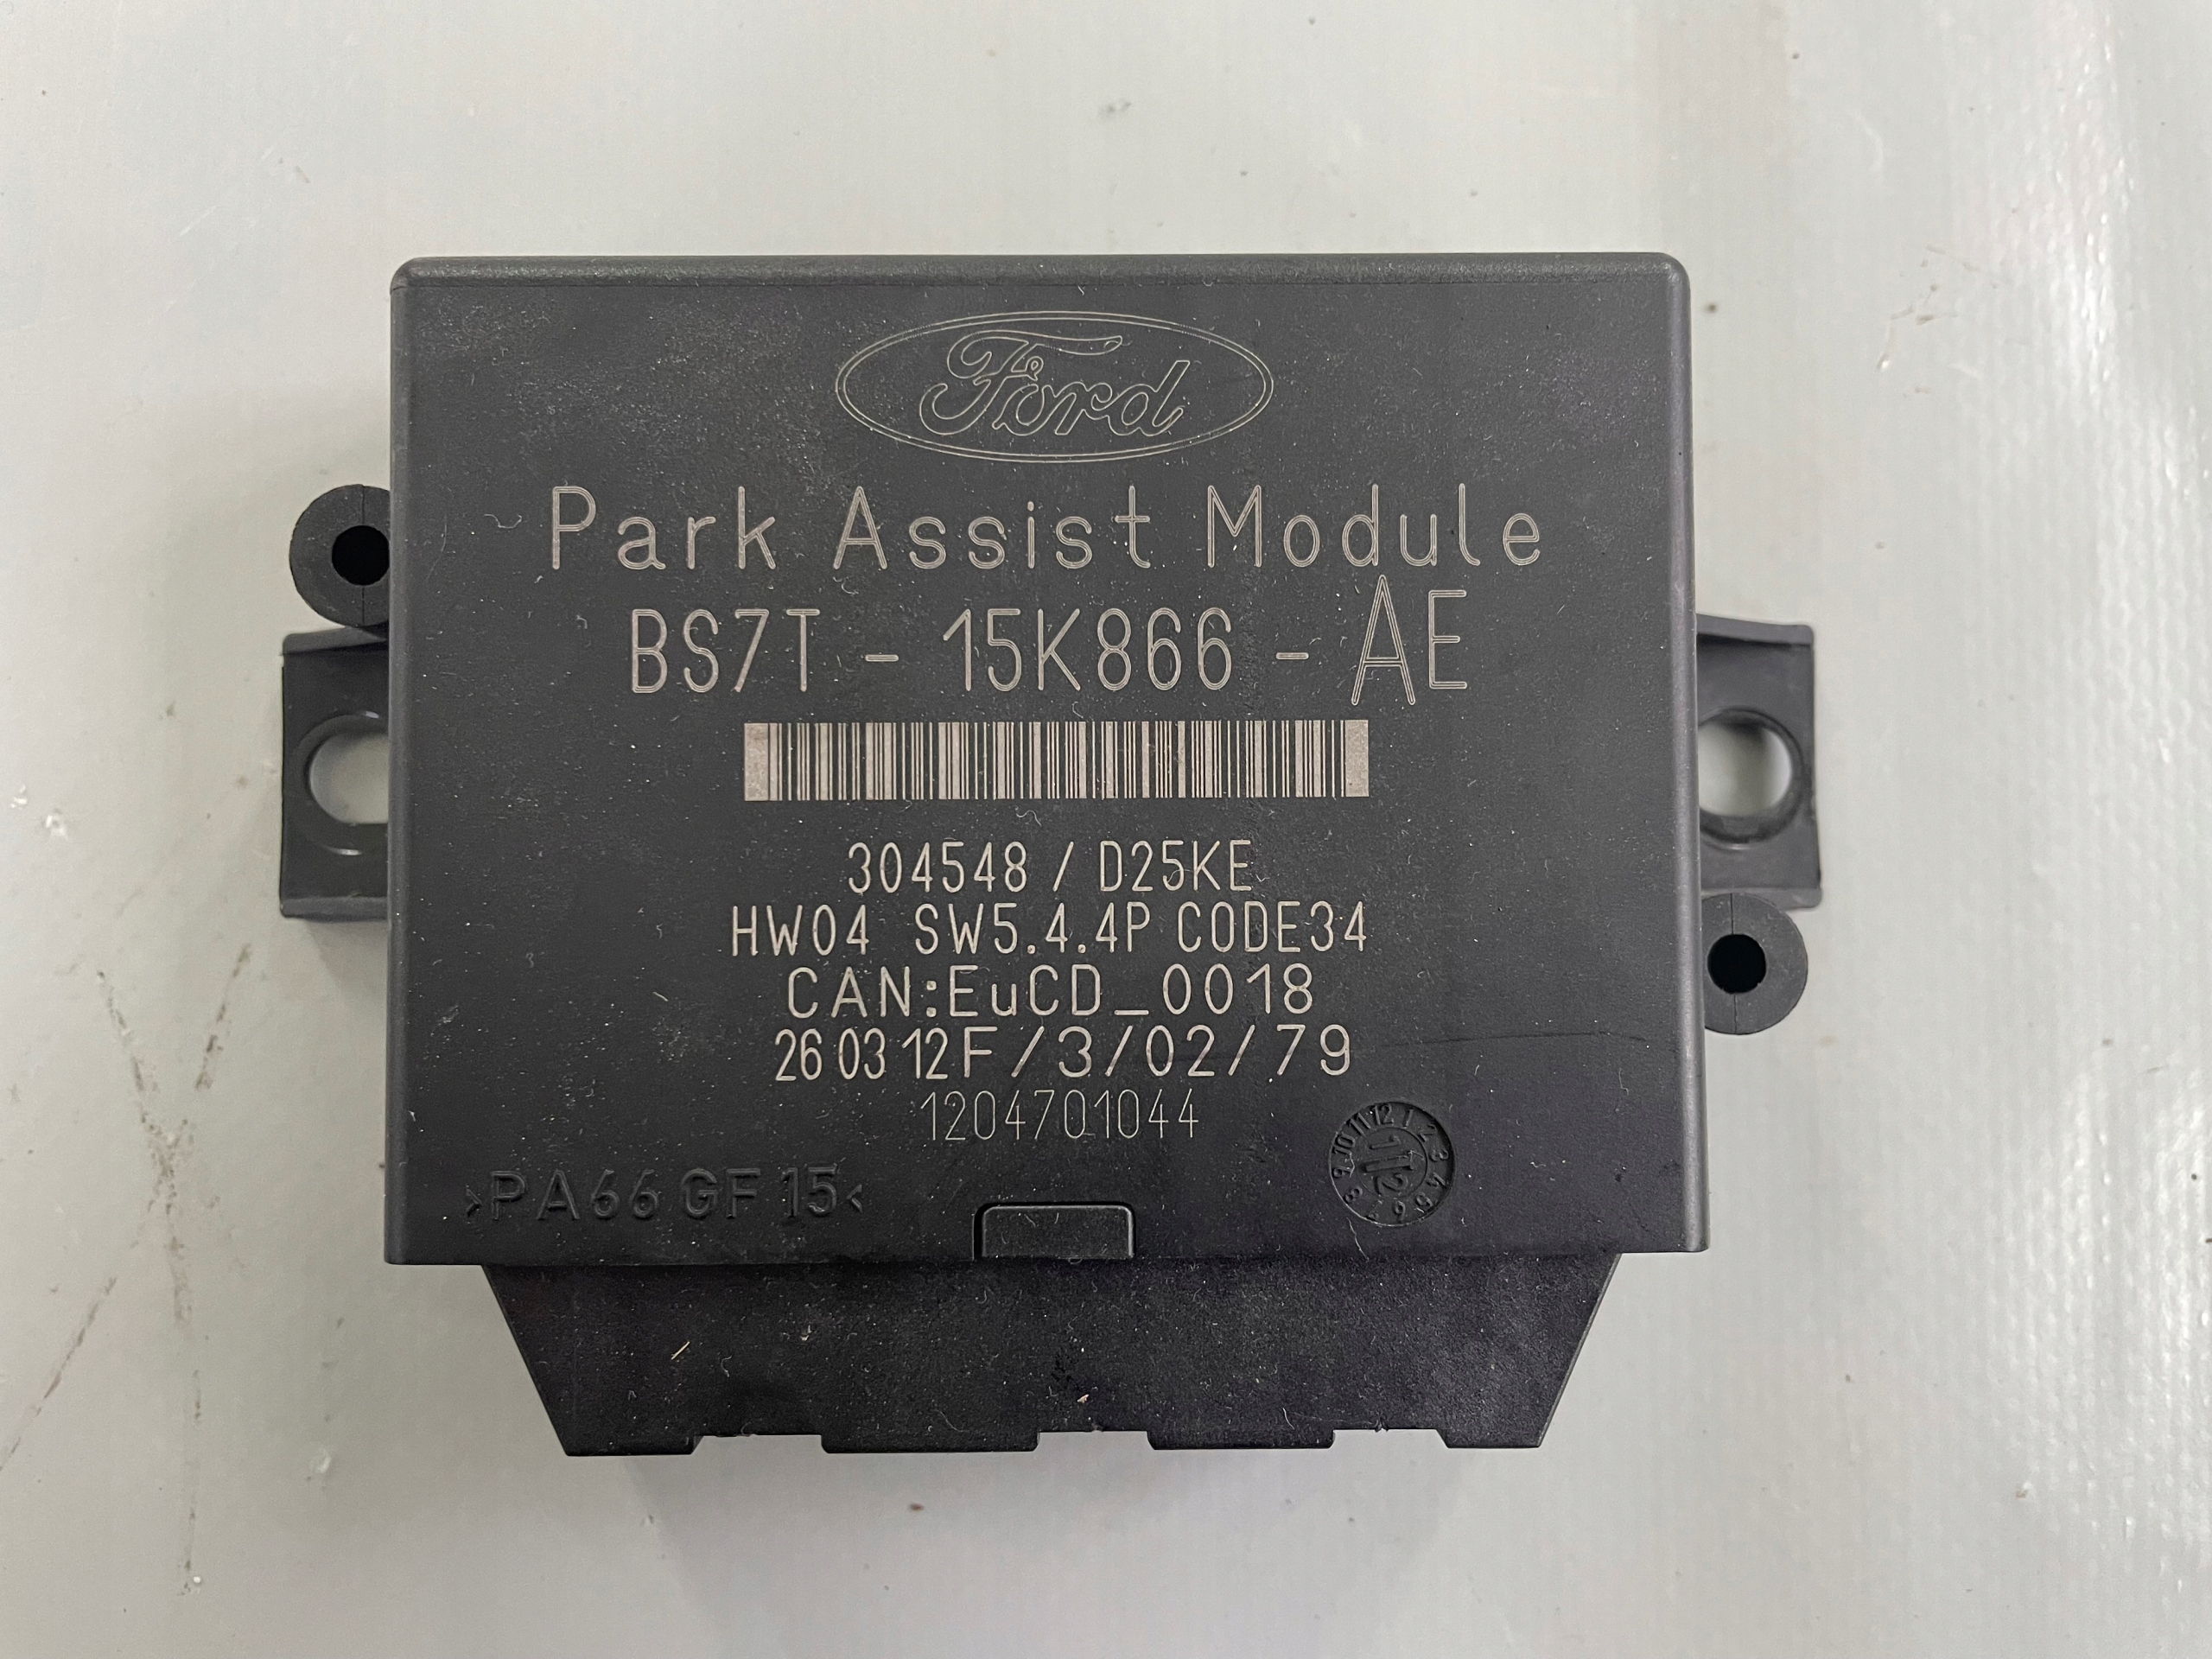 Ford
Park Assist Module
BS7T - 15K866 - AE
304548 / D25KE
HW04 SW5.4.4P CODE34
CAN:EuCD_0018
26 03 12F/3/02/79
1204701044
>PA66 GF 15<